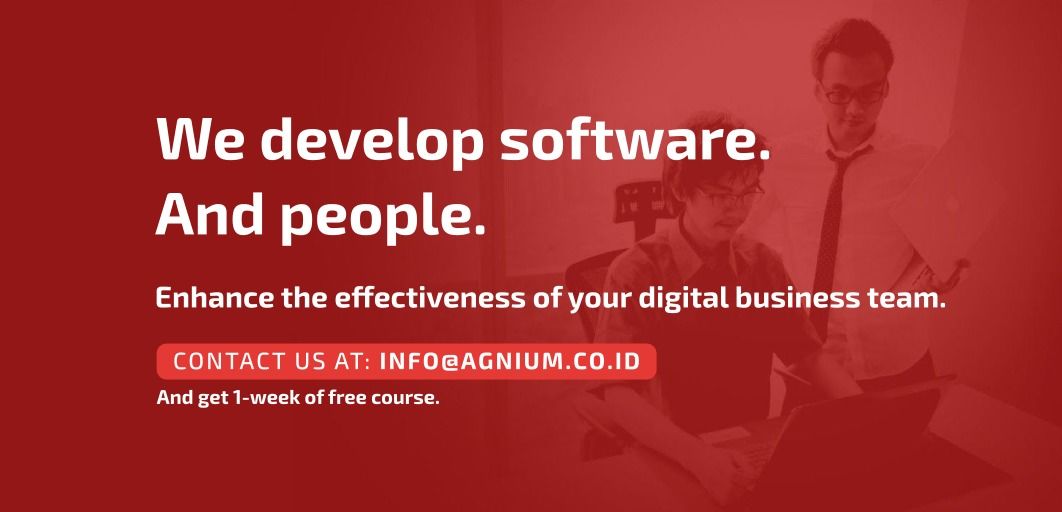 We develop software.
And people.
Enhance the effectiveness of your digital business team.
CONTACT US AT: INFO@AGNIUM.CO.ID
And get 1-week of free course.